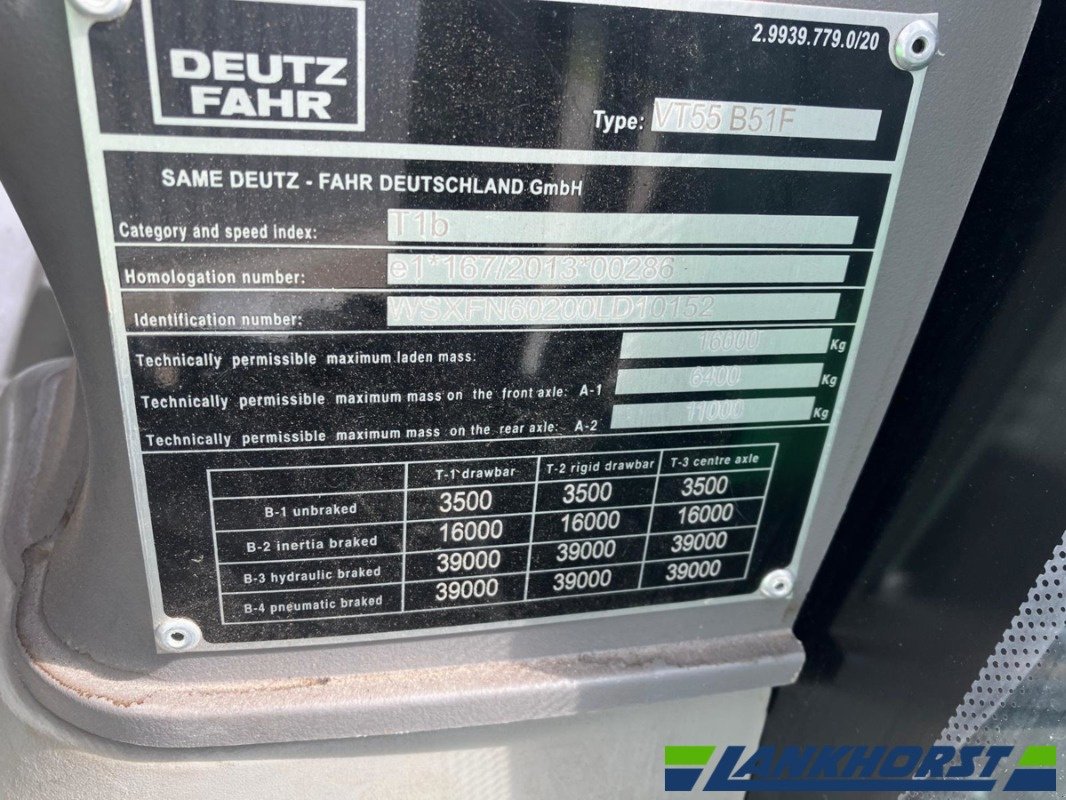 DEUTZ
FAHR
2.9939.779.0/20
Type: VT55 B51F
SAME DEUTZ - FAHR DEUTSCHLAND GmbH
Category and speed index: T1b
Homologation number: e1*167/2013*00286
Identification number: WSXFN60200LD10152
Technically permissible maximum laden mass: 16000 Kg
Technically permissible maximum mass on the front axle: A-1 6400 Kg
Technically permissible maximum mass on the rear axle: A-2 11000 Kg
T-1 drawbar T-2 rigid drawbar T-3 centre axle
B-1 unbraked 3500 3500 3500
B-2 inertia braked 16000 16000 16000
B-3 hydraulic braked 39000 39000 39000
B-4 pneumatic braked 39000 39000 39000
LANKHORST